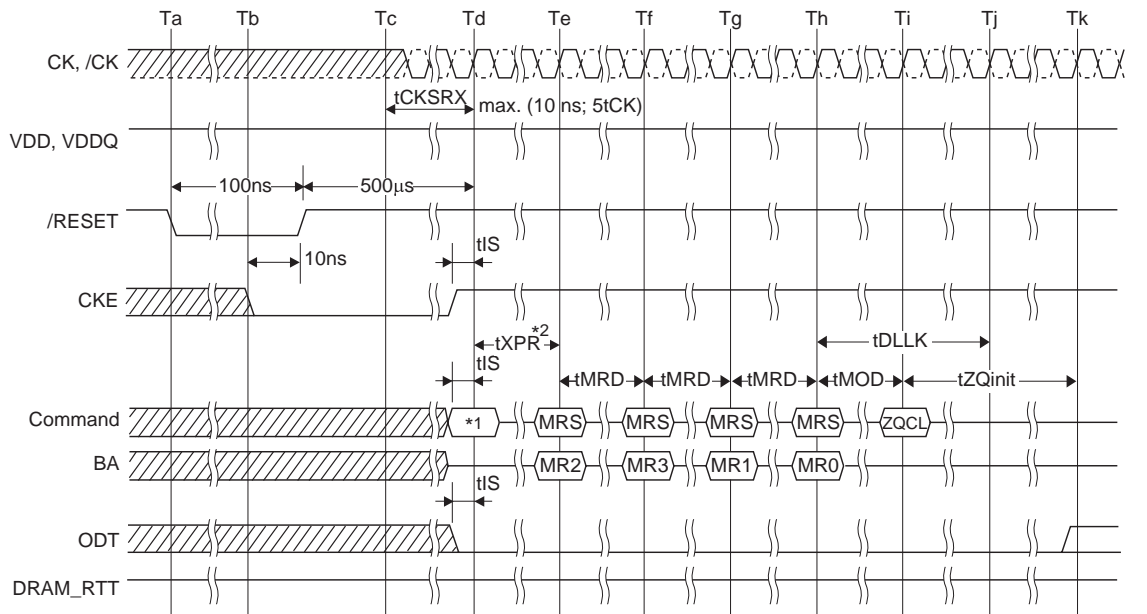 Ta Tb Tc Td Te Tf Tg Th Ti Tj Tk
CK, /CK
tCKSRX max. (10 ns; 5tCK)
VDD, VDDQ
100ns 500μs
/RESET
10ns tIS
CKE
tXPR*2 tDLLK
tIS
tMRD tMRD tMRD tMOD tZQinit
Command *1 MRS MRS MRS MRS ZQCL
BA MR2 MR3 MR1 MR0
tIS
ODT
DRAM_RTT